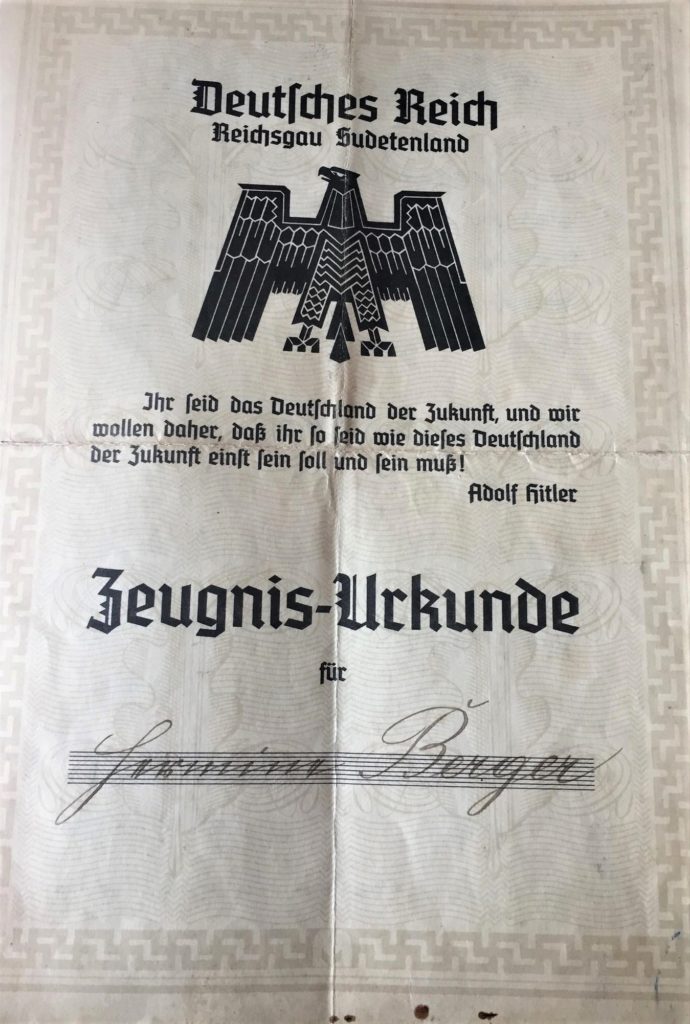 Deutſches Reich
Reichsgau Sudetenland
Ihr ſeid das Deutſchland der Zukunft, und wir
wollen daher, daß ihr ſo ſeid wie dieſes Deutſchland
der Zukunft einſt ſein ſoll und ſein muß!
Adolf Hitler
Zeugnis-Urkunde
für
Hermine Berger